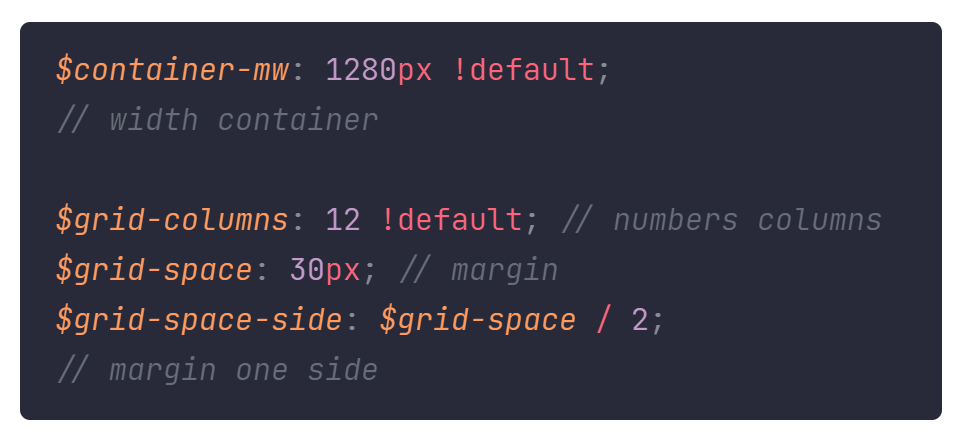 $container-mw: 1280px !default;
// width container
$grid-columns: 12 !default; // numbers columns
$grid-space: 30px; // margin
$grid-space-side: $grid-space / 2;
// margin one side